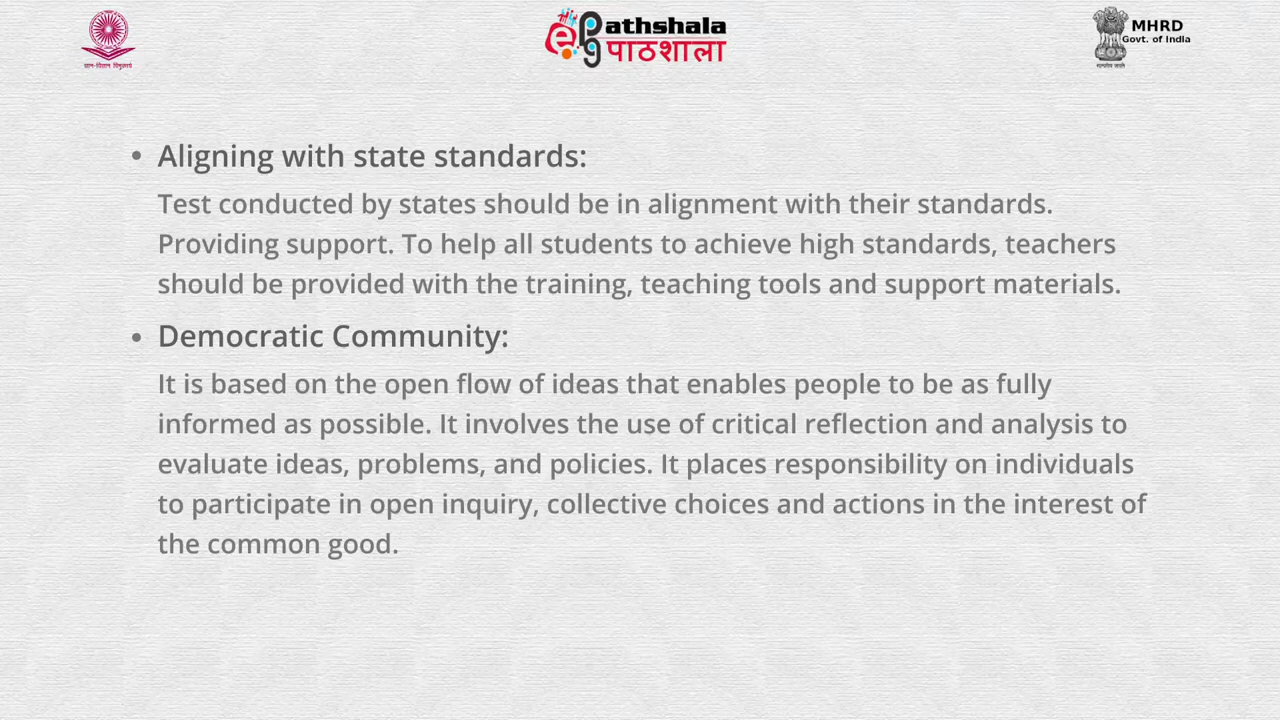 ज्ञान-विज्ञान विमुक्तये
epgathshala
पाठशाला
MHRD
Govt. of India
सत्यमेव जयते
• Aligning with state standards:
Test conducted by states should be in alignment with their standards.
Providing support. To help all students to achieve high standards, teachers
should be provided with the training, teaching tools and support materials.
• Democratic Community:
It is based on the open flow of ideas that enables people to be as fully
informed as possible. It involves the use of critical reflection and analysis to
evaluate ideas, problems, and policies. It places responsibility on individuals
to participate in open inquiry, collective choices and actions in the interest of
the common good.